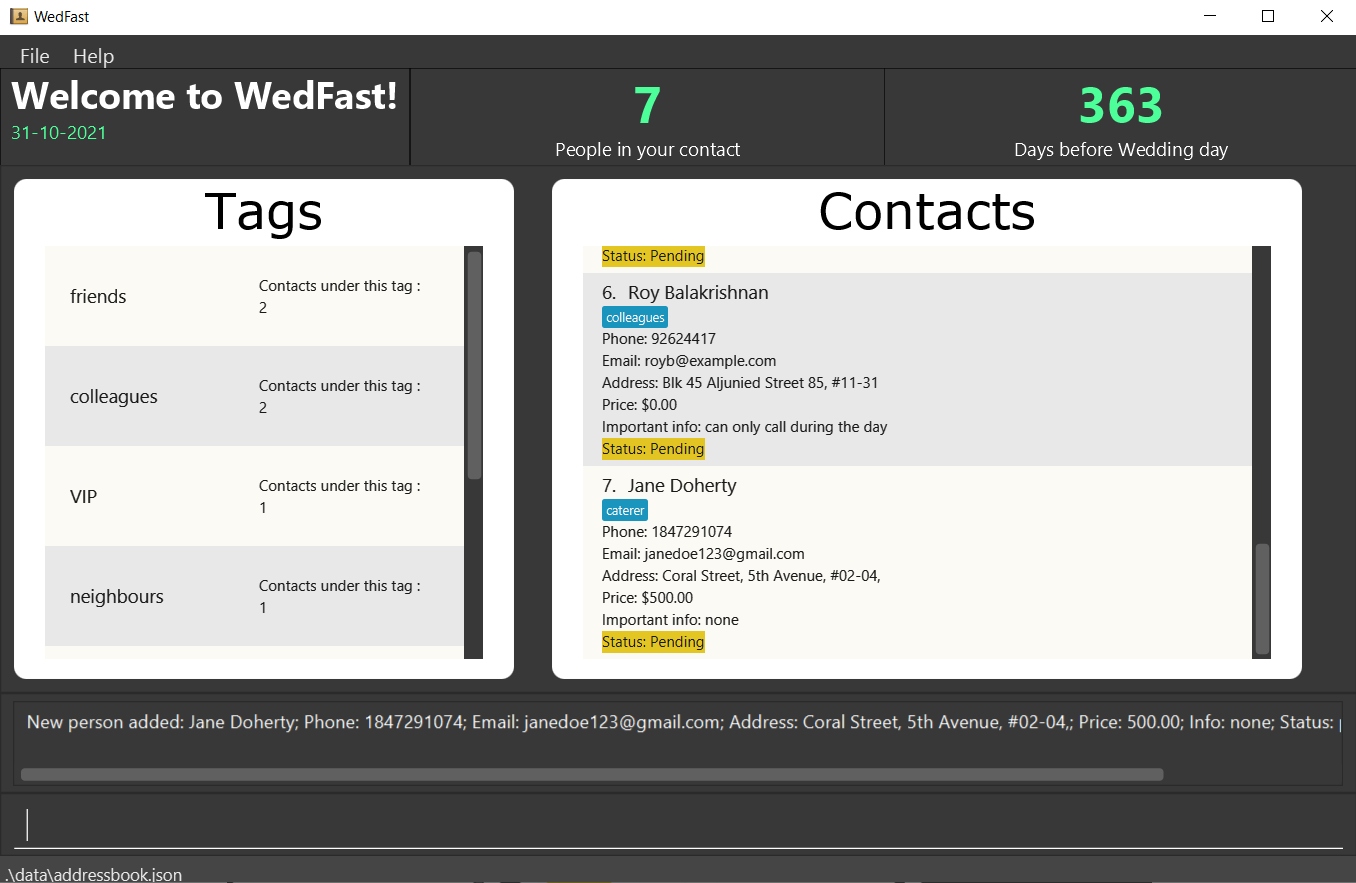 WedFast
File Help
Welcome to WedFast!
31-10-2021
7
People in your contact
363
Days before Wedding day
Tags
friends
Contacts under this tag :
2
colleagues
Contacts under this tag :
2
VIP
Contacts under this tag :
1
neighbours
Contacts under this tag :
1
Contacts
Status: Pending
6. Roy Balakrishnan
colleagues
Phone: 92624417
Email: royb@example.com
Address: Blk 45 Aljunied Street 85, #11-31
Price: $0.00
Important info: can only call during the day
Status: Pending
7. Jane Doherty
caterer
Phone: 1847291074
Email: janedoe123@gmail.com
Address: Coral Street, 5th Avenue, #02-04,
Price: $500.00
Important info: none
Status: Pending
New person added: Jane Doherty; Phone: 1847291074; Email: janedoe123@gmail.com; Address: Coral Street, 5th Avenue, #02-04,; Price: 500.00; Info: none; Status:
.\data\addressbook.json